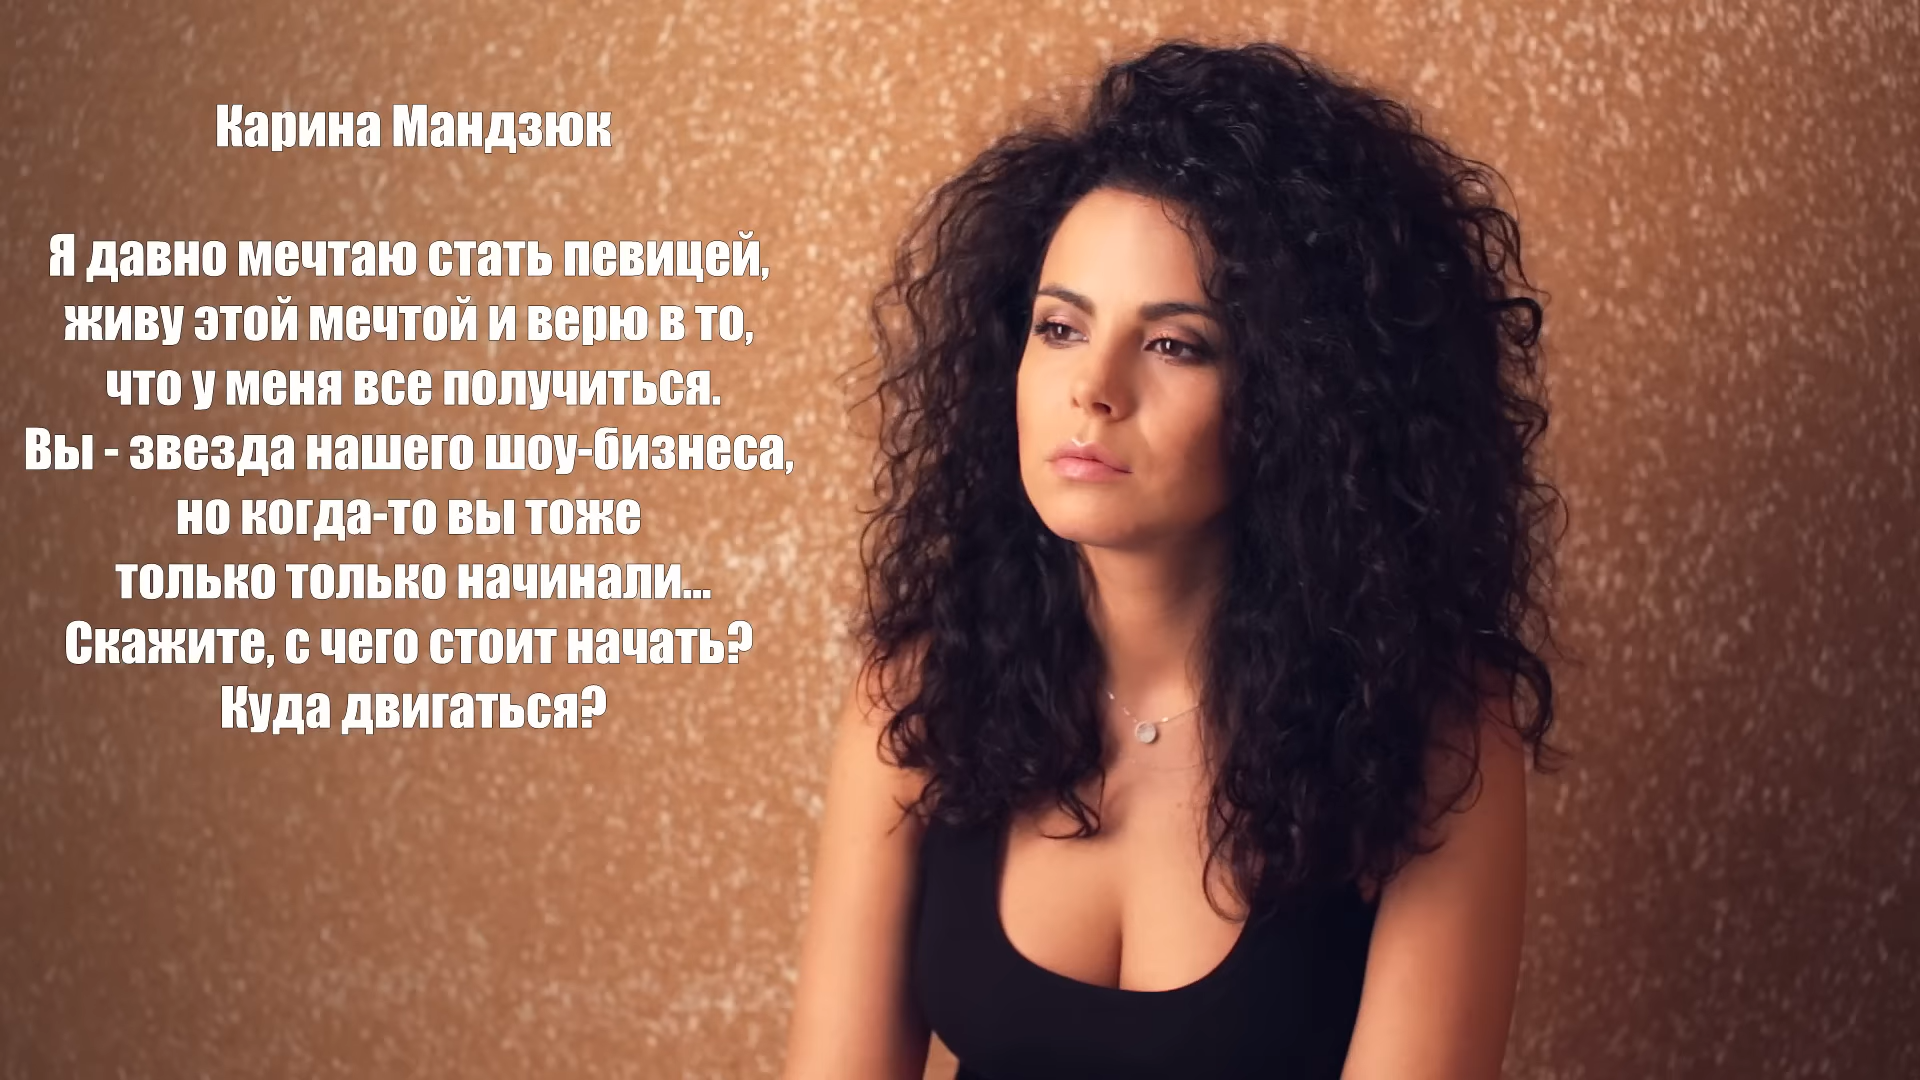 Карина Мандзюк
Я давно мечтаю стать певицей,
живу этой мечтой и верю в то,
что у меня все получиться.
Вы - звезда нашего шоу-бизнеса,
но когда-то вы тоже
только только начинали...
Скажите, с чего стоит начать?
Куда двигаться?